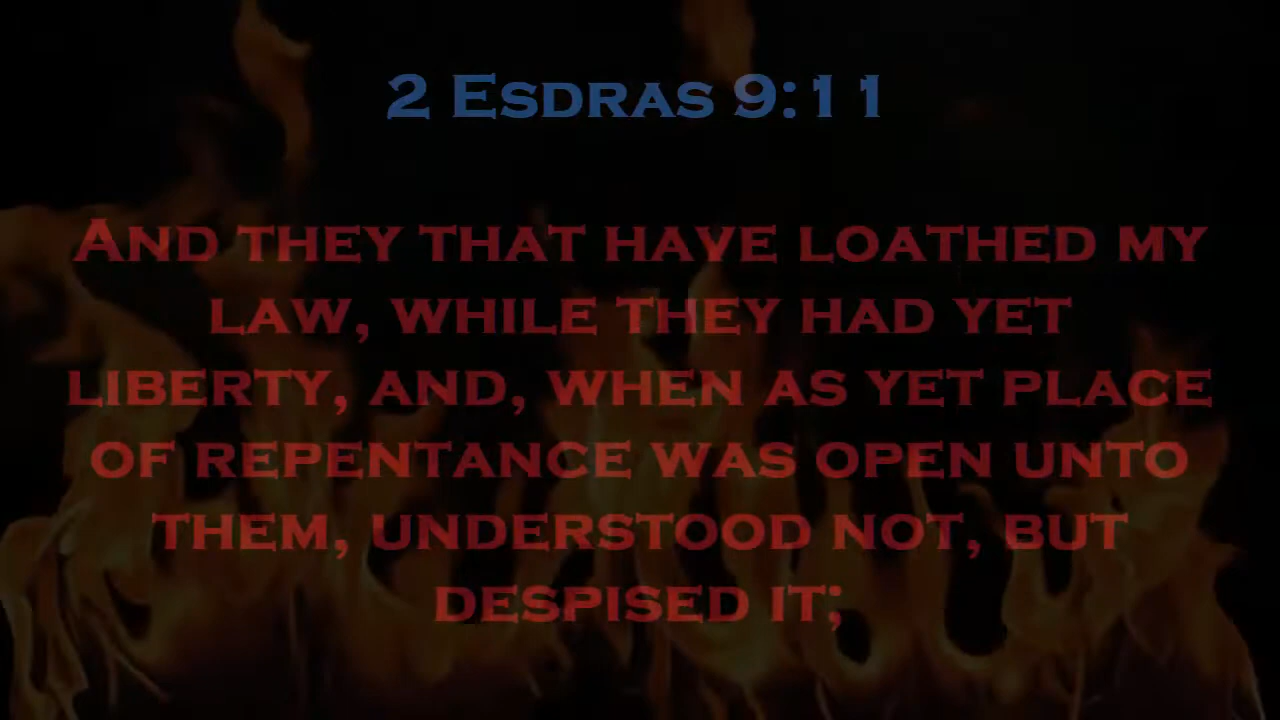 2 Esdras 9:11
And they that have loathed my
law, while they had yet
liberty, and, when as yet place
of repentance was open unto
them, understood not, but
despised it;